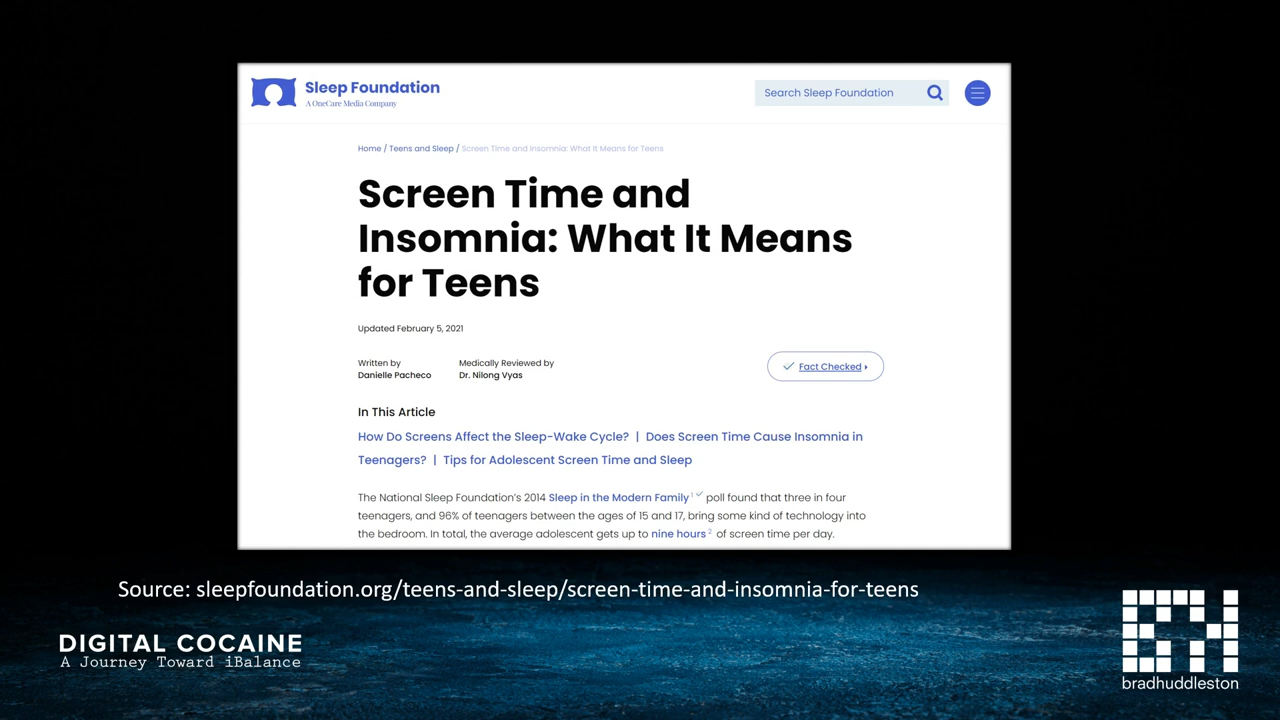 Sleep Foundation
A OneCare Media Company
Search Sleep Foundation
Home / Teens and Sleep / Screen Time and Insomnia: What It Means for Teens
Screen Time and
Insomnia: What It Means
for Teens
Updated February 5, 2021
Written by
Danielle Pacheco
Medically Reviewed by
Dr. Nilong Vyas
Fact Checked
In This Article
How Do Screens Affect the Sleep-Wake Cycle? | Does Screen Time Cause Insomnia in
Teenagers? | Tips for Adolescent Screen Time and Sleep
The National Sleep Foundation's 2014 Sleep in the Modern Family 1 poll found that three in four
teenagers, and 96% of teenagers between the ages of 15 and 17, bring some kind of technology into
the bedroom. In total, the average adolescent gets up to nine hours 2 of screen time per day.
Source: sleepfoundation.org/teens-and-sleep/screen-time-and-insomnia-for-teens
DIGITAL COCAINE
A Journey Toward iBalance
bradhuddleston